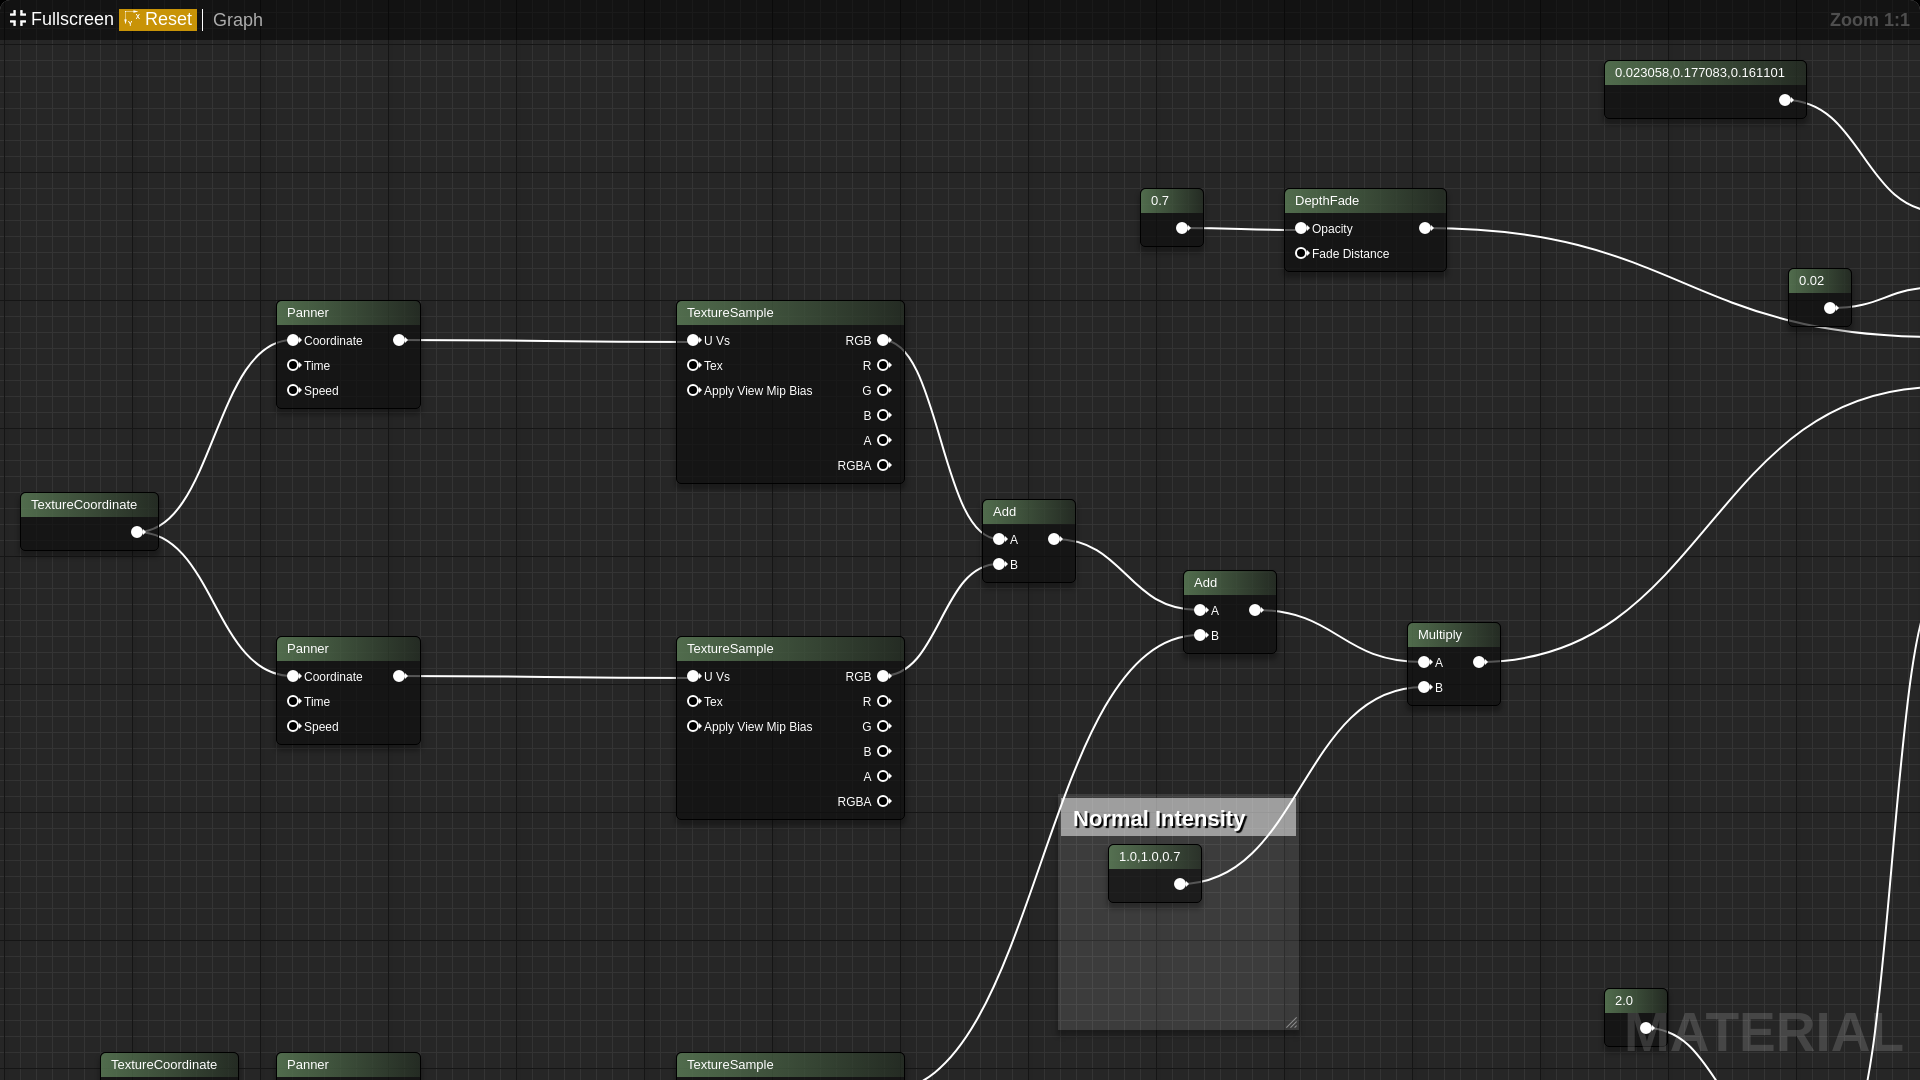 Fullscreen Reset Graph
Zoom 1:1
0.023058,0.177083,0.161101
0.7
DepthFade
Opacity
Fade Distance
0.02
Panner
Coordinate
Time
Speed
TextureSample
U Vs RGB
Tex R
Apply View Mip Bias G
B
A
RGBA
TextureCoordinate
Add
A
B
Add
A
B
Multiply
A
B
Panner
Coordinate
Time
Speed
TextureSample
U Vs RGB
Tex R
Apply View Mip Bias G
B
A
RGBA
Normal Intensity
1.0,1.0,0.7
2.0
MATERIAL
TextureCoordinate
Panner
TextureSample